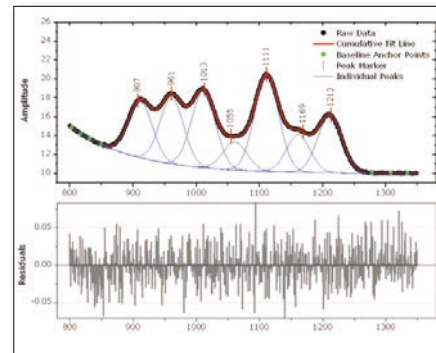 26
24
22
20
18
16
14
12
10
Amplitude
Raw Data
Cumulative Fit Line
Baseline Anchor Points
Peak Marker
Individual Peaks
907
961
1013
1055
1111
1169
1213
800 900 1000 1100 1200 1300
0.05
0.00
-0.05
Residuals
800 900 1000 1100 1200 1300